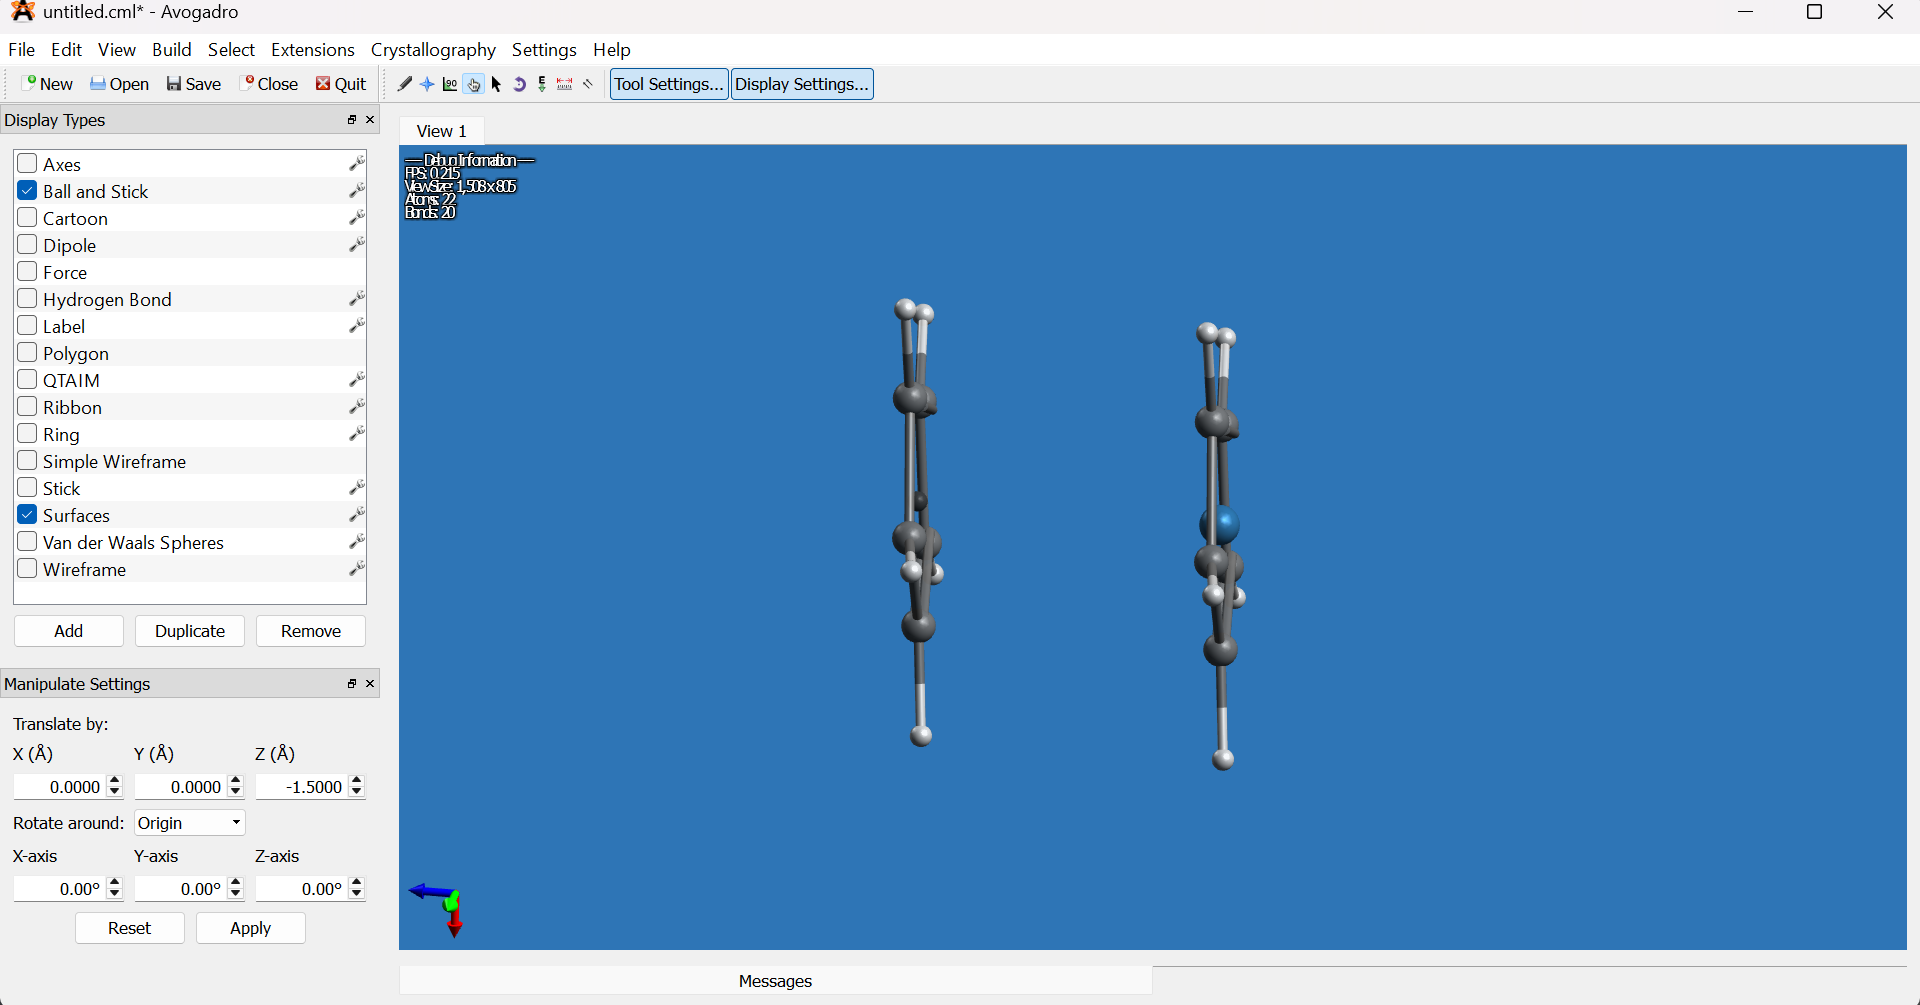 untitled.cml* - Avogadro
File Edit View Build Select Extensions Crystallography Settings Help
New Open Save Close Quit 90 E Tool Settings... Display Settings...
Display Types
View 1
--- Debug Information ---
FPS: 0.215
View Size: 1,508 x 805
Atoms: 22
Bonds: 20
Axes
Ball and Stick
Cartoon
Dipole
Force
Hydrogen Bond
Label
Polygon
QTAIM
Ribbon
Ring
Simple Wireframe
Stick
Surfaces
Van der Waals Spheres
Wireframe
Add Duplicate Remove
Manipulate Settings
Translate by:
X (Å) Y (Å) Z (Å)
0.0000 0.0000 -1.5000
Rotate around: Origin
X-axis Y-axis Z-axis
0.00° 0.00° 0.00°
Reset Apply
Messages